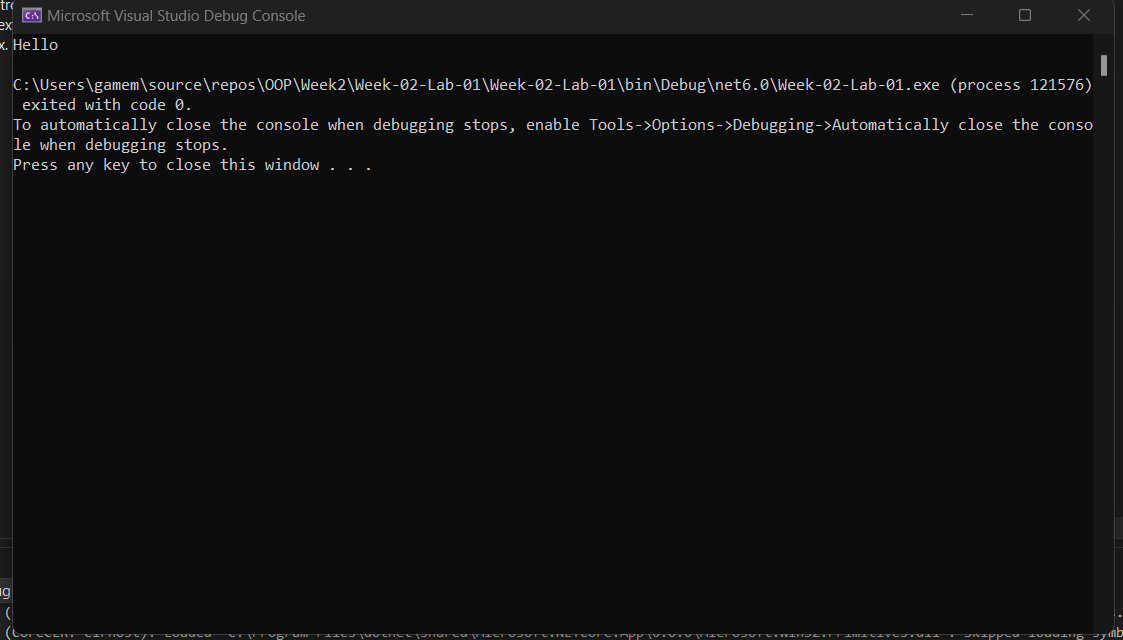 Microsoft Visual Studio Debug Console
Hello
C:\Users\gamem\source\repos\OOP\Week2\Week-02-Lab-01\Week-02-Lab-01\bin\Debug\net6.0\Week-02-Lab-01.exe (process 121576)
exited with code 0.
To automatically close the console when debugging stops, enable Tools->Options->Debugging->Automatically close the conso
le when debugging stops.
Press any key to close this window . . .